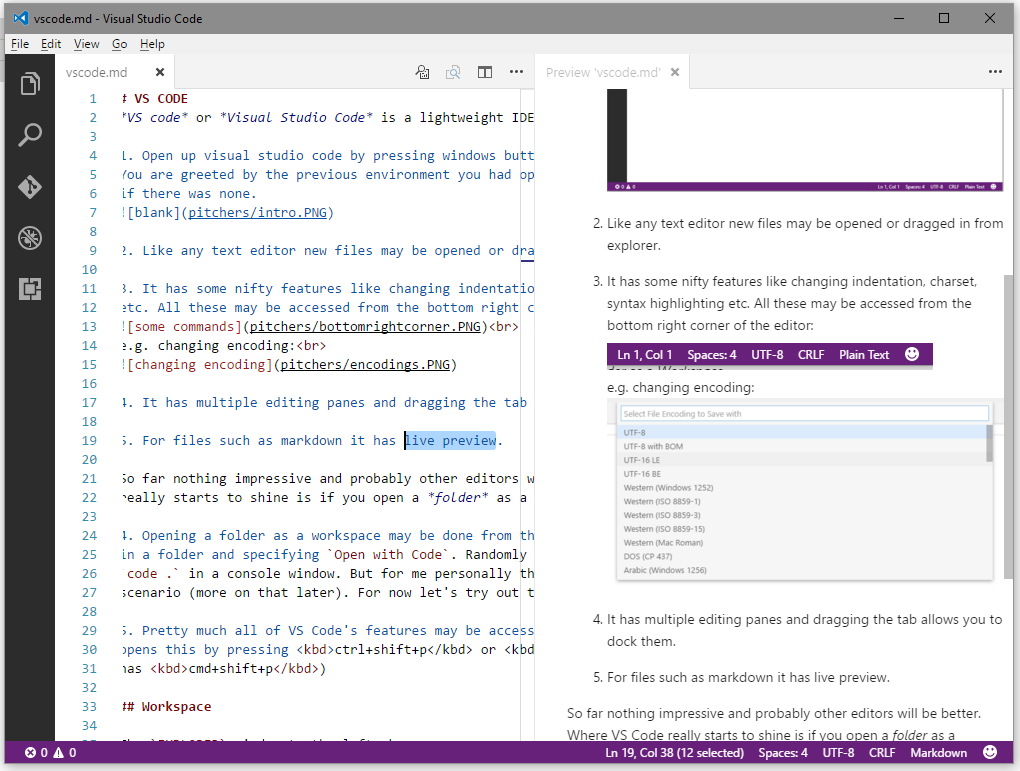 vscode.md - Visual Studio Code
File Edit View Go Help
vscode.md
Preview 'vscode.md'
1 # VS CODE
2 *VS code* or *Visual Studio Code* is a lightweight IDE
3
4 1. Open up visual studio code by pressing windows butt
5 You are greeted by the previous environment you had op
6 if there was none.
7 ![blank](pitchers/intro.PNG)
8
9 2. Like any text editor new files may be opened or dra
10
11 3. It has some nifty features like changing indentatio
12 etc. All these may be accessed from the bottom right c
13 ![some commands](pitchers/bottomrightcorner.PNG)<br>
14 e.g. changing encoding:<br>
15 ![changing encoding](pitchers/encodings.PNG)
16
17 4. It has multiple editing panes and dragging the tab
18
19 5. For files such as markdown it has live preview.
20
21 So far nothing impressive and probably other editors w
22 really starts to shine is if you open a *folder* as a
23
24 4. Opening a folder as a workspace may be done from th
25 in a folder and specifying `Open with Code`. Randomly
26 `code .` in a console window. But for me personally th
27 scenario (more on that later). For now let's try out t
28
29 5. Pretty much all of VS Code's features may be access
30 opens this by pressing <kbd>ctrl+shift+p</kbd> or <kbd
31 has <kbd>cmd+shift+p</kbd>)
32
33 ## Workspace
34
0 0 Ln 1, Col 1 Spaces: 4 UTF-8 CRLF Plain Text
2. Like any text editor new files may be opened or dragged in from
explorer.
3. It has some nifty features like changing indentation, charset,
syntax highlighting etc. All these may be accessed from the
bottom right corner of the editor:
Ln 1, Col 1 Spaces: 4 UTF-8 CRLF Plain Text
e.g. changing encoding:
Select File Encoding to Save with
UTF-8
UTF-8 with BOM
UTF-16 LE
UTF-16 BE
Western (Windows 1252)
Western (ISO 8859-1)
Western (ISO 8859-3)
Western (ISO 8859-15)
Western (Mac Roman)
DOS (CP 437)
Arabic (Windows 1256)
4. It has multiple editing panes and dragging the tab allows you to
dock them.
5. For files such as markdown it has live preview.
So far nothing impressive and probably other editors will be better.
Where VS Code really starts to shine is if you open a folder as a
0 0 Ln 19, Col 38 (12 selected) Spaces: 4 UTF-8 CRLF Markdown